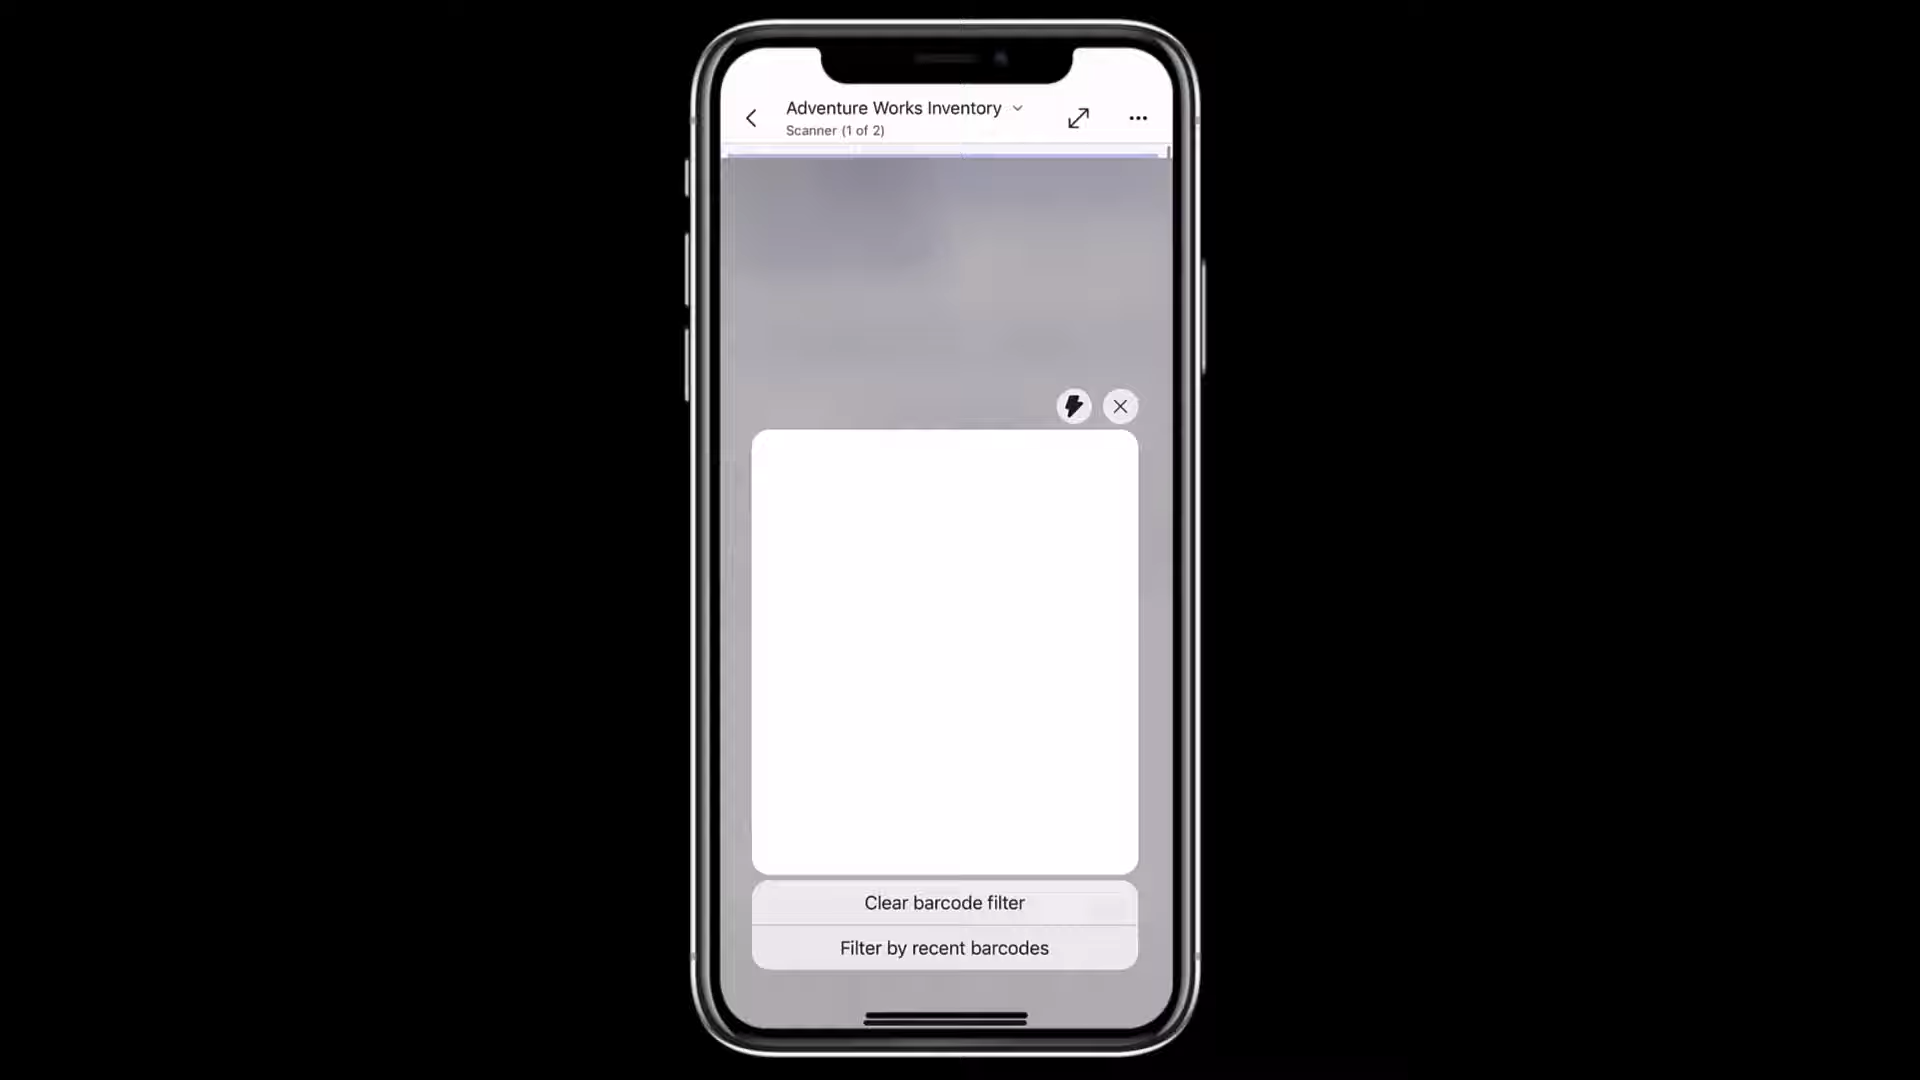 Adventure Works Inventory
Scanner (1 of 2)
Clear barcode filter
Filter by recent barcodes